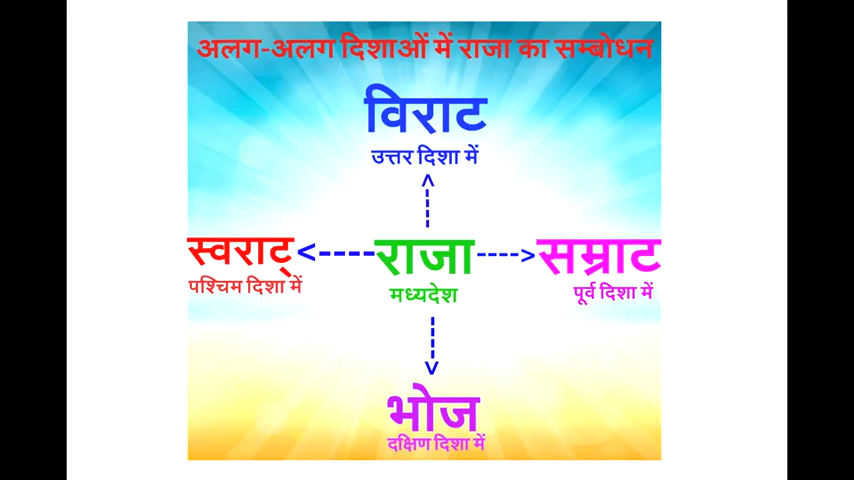 अलग-अलग दिशाओं में राजा का सम्बोधन
विराट
उत्तर दिशा में
स्वराट् <---- राजा ----> सम्राट
पश्चिम दिशा में मध्यदेश पूर्व दिशा में
भोज
दक्षिण दिशा में